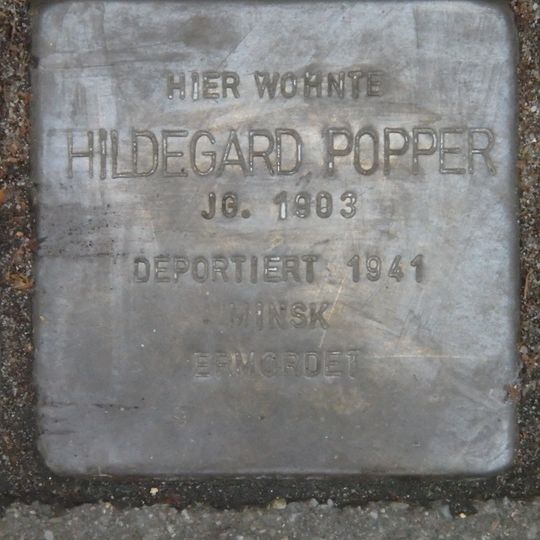 HIER WOHNTE
HILDEGARD POPPER
JG. 1903
DEPORTIERT 1941
MINSK
ERMORDET